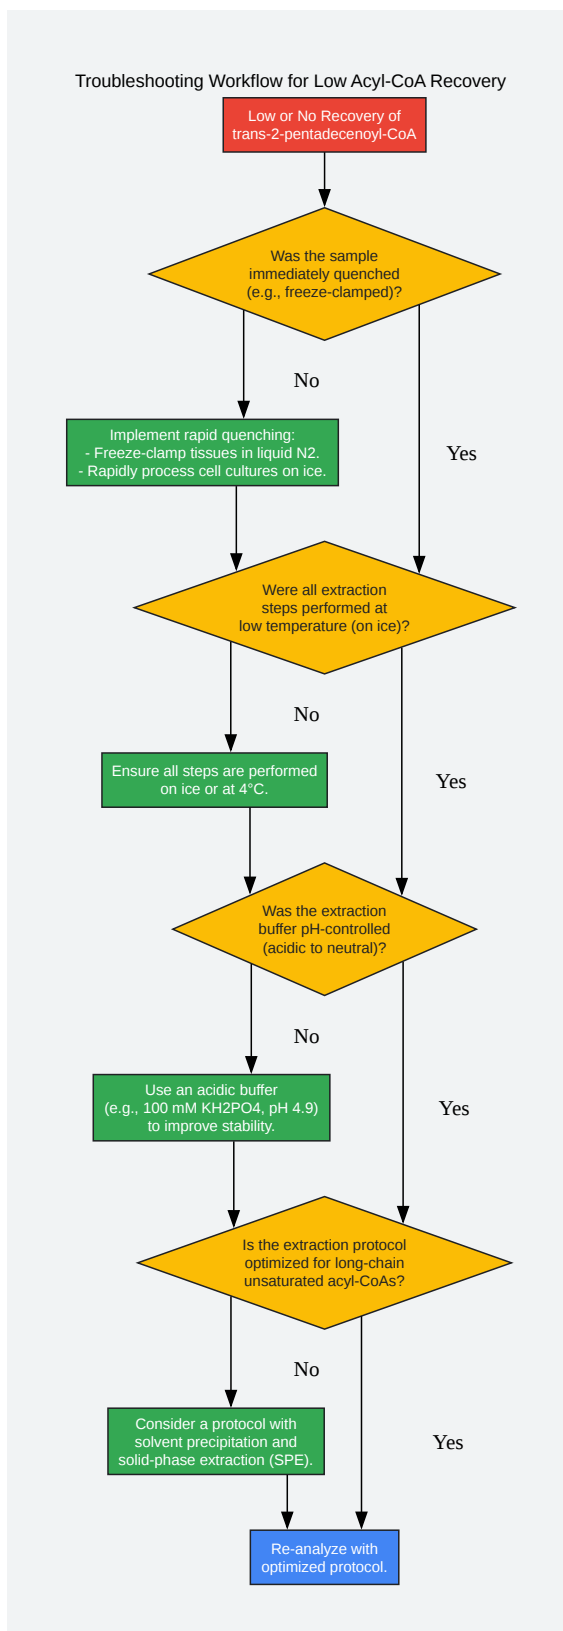 Troubleshooting Workflow for Low Acyl-CoA Recovery
Low or No Recovery of
trans-2-pentadecenoyl-CoA
Was the sample
immediately quenched
(e.g., freeze-clamped)?
No
Yes
Implement rapid quenching:
- Freeze-clamp tissues in liquid N2.
- Rapidly process cell cultures on ice.
Were all extraction
steps performed at
low temperature (on ice)?
No
Yes
Ensure all steps are performed
on ice or at 4°C.
Was the extraction
buffer pH-controlled
(acidic to neutral)?
No
Yes
Use an acidic buffer
(e.g., 100 mM KH2PO4, pH 4.9)
to improve stability.
Is the extraction protocol
optimized for long-chain
unsaturated acyl-CoAs?
No
Yes
Consider a protocol with
solvent precipitation and
solid-phase extraction (SPE).
Re-analyze with
optimized protocol.